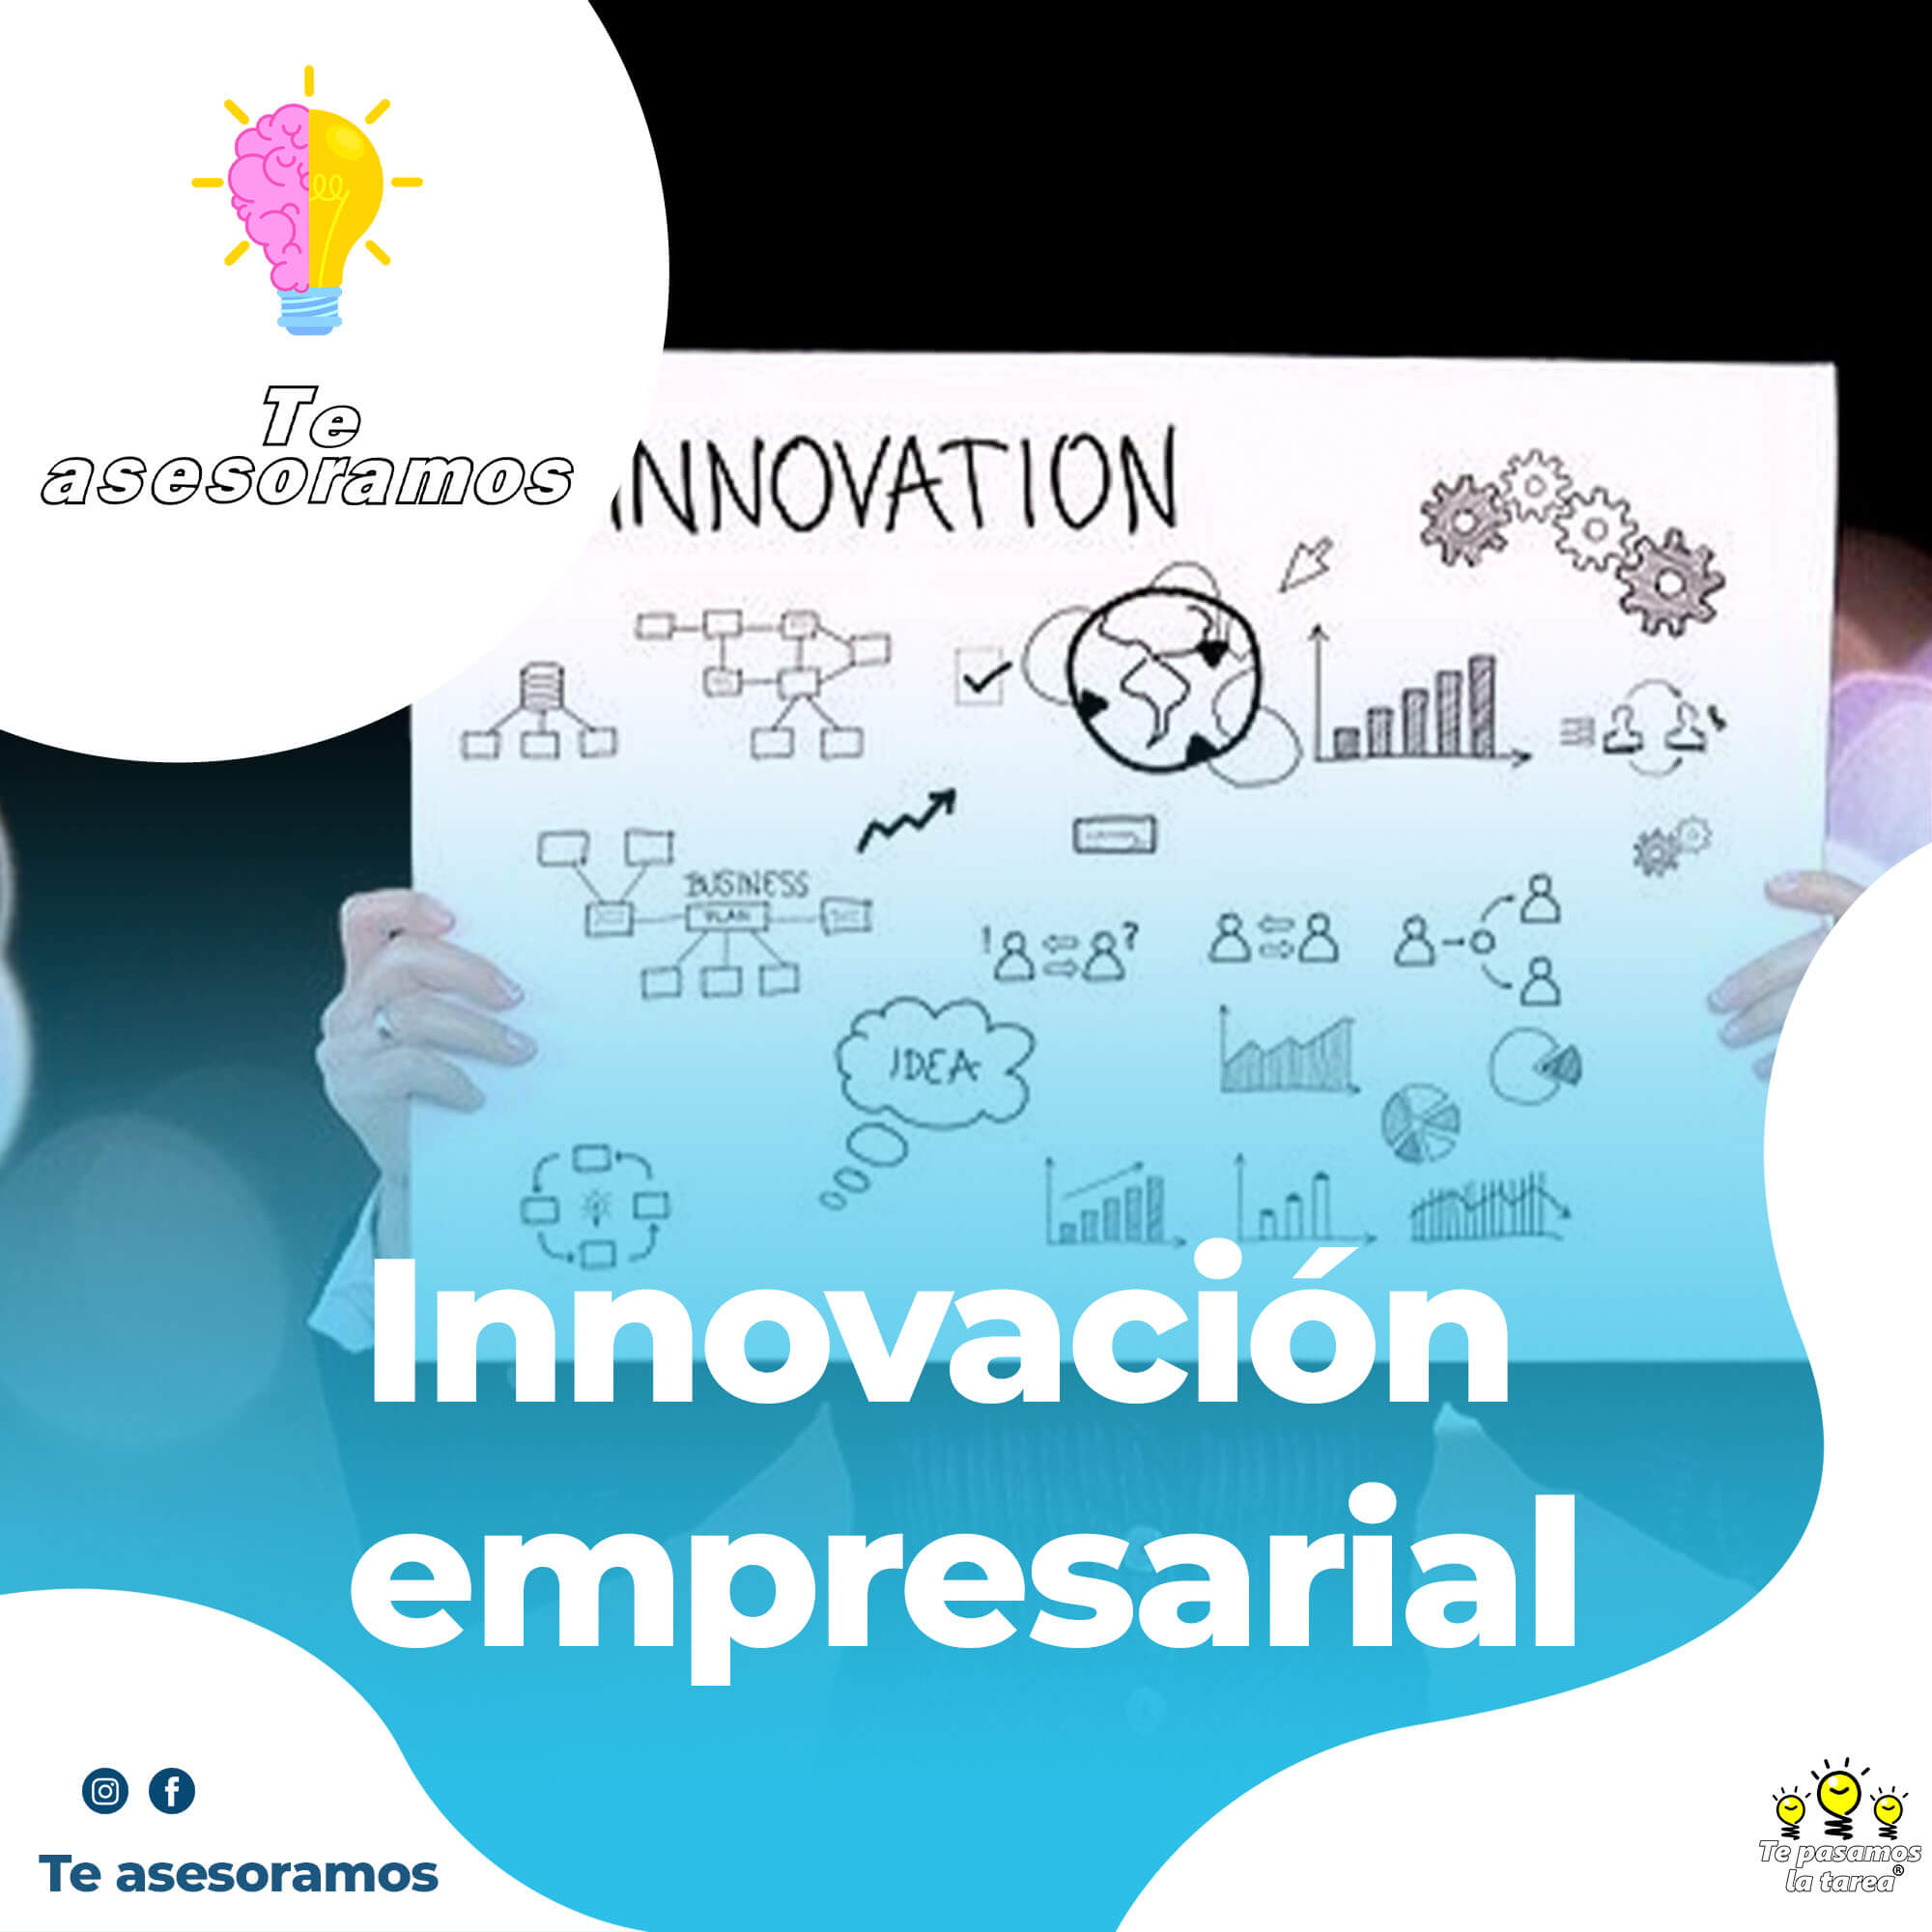 Te
asesoramos
INNOVATION
BUSINESS
PLAN
! ?
IDEA
Innovación
empresarial
Te asesoramos
Te pasamos
la tarea®